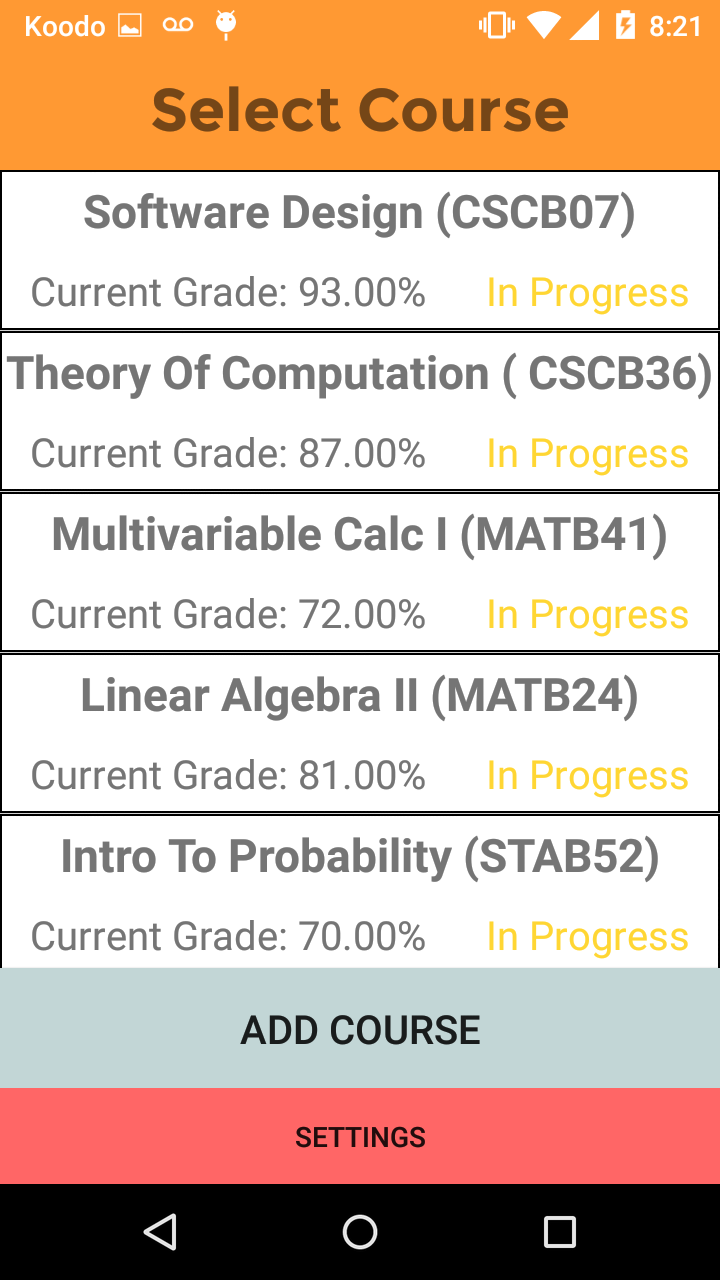 Koodo 8:21
Select Course
Software Design (CSCB07)
Current Grade: 93.00% In Progress
Theory Of Computation ( CSCB36)
Current Grade: 87.00% In Progress
Multivariable Calc I (MATB41)
Current Grade: 72.00% In Progress
Linear Algebra II (MATB24)
Current Grade: 81.00% In Progress
Intro To Probability (STAB52)
Current Grade: 70.00% In Progress
ADD COURSE
SETTINGS